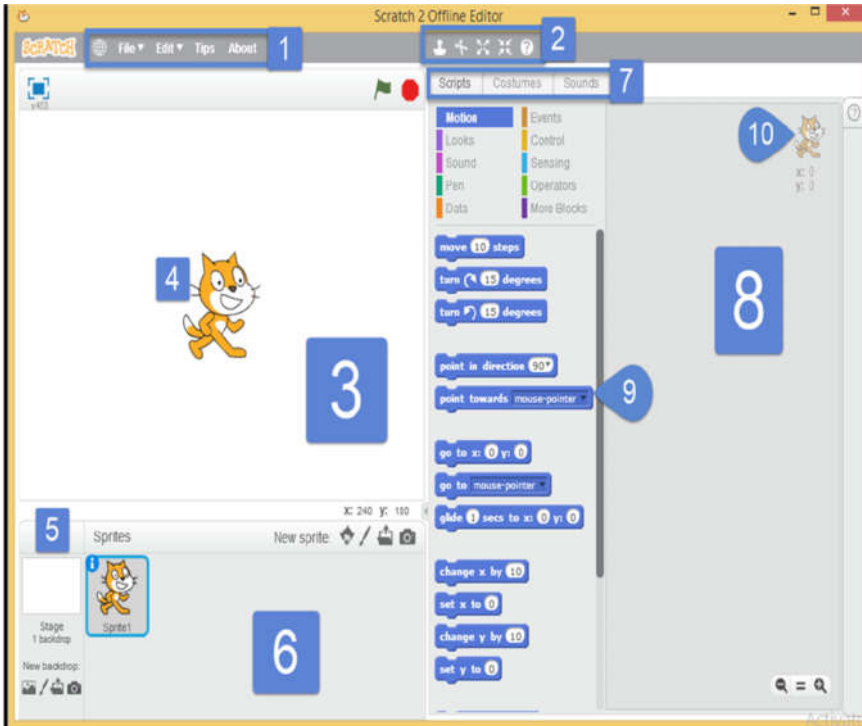 Scratch 2 Offline Editor
SCRATCH File Edit Tips About 1 2
v453
Scripts Costumes Sounds 7
Motion Events
Looks Control
Sound Sensing
Pen Operators
Data More Blocks
10
x: 0
y: 0
move 10 steps
turn 15 degrees
turn 15 degrees
point in direction 90
point towards mouse-pointer
9
go to x: 0 y: 0
go to mouse-pointer
glide 1 secs to x: 0 y: 0
change x by 10
set x to 0
change y by 10
set y to 0
8
4
3
X: 240 y: 180
5
Sprites New sprite:
Sprite1
Stage
1 backdrop
New backdrop:
6